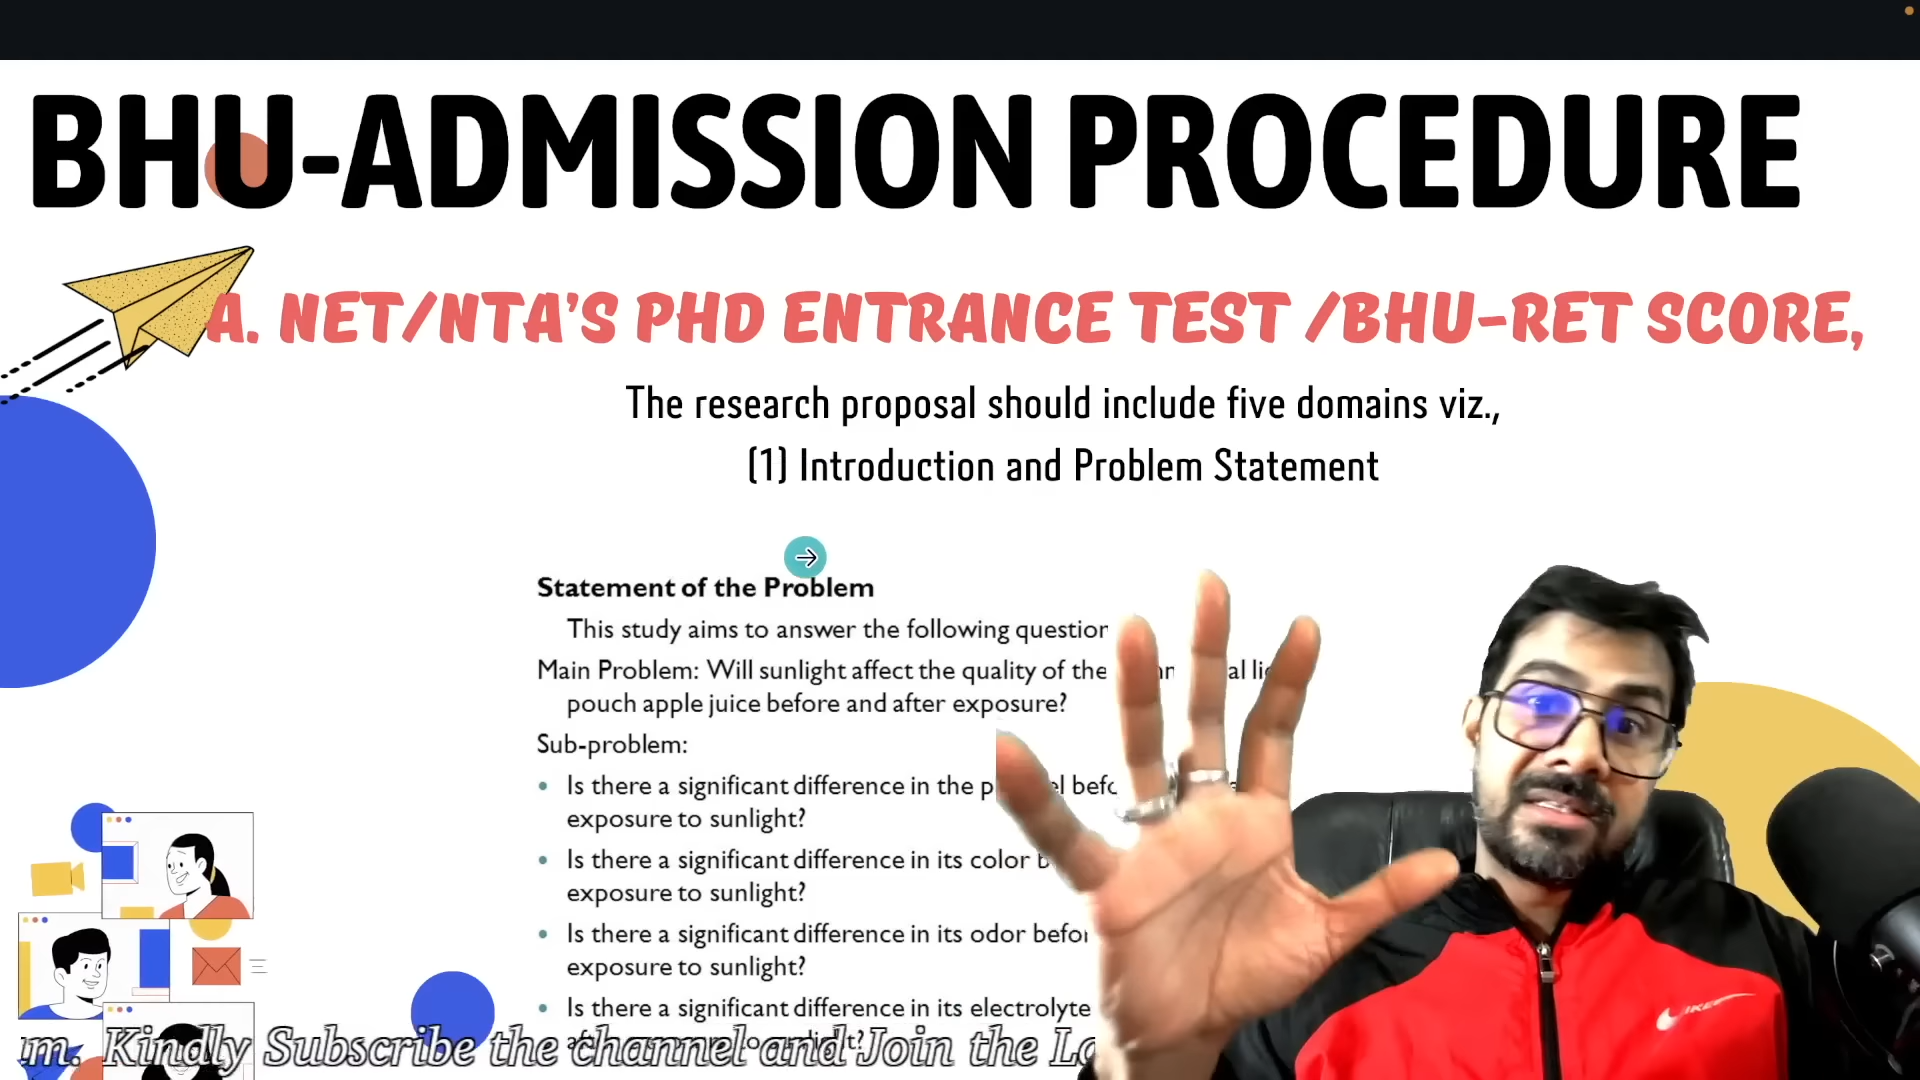 BHU-ADMISSION PROCEDURE
A. NET/NTA'S PHD ENTRANCE TEST /BHU-RET SCORE,
The research proposal should include five domains viz.,
(1) Introduction and Problem Statement
Statement of the Problem
This study aims to answer the following
Main Problem: Will sunlight affect the quality of the
pouch apple juice before and after exposure?
Sub-problem:
Is there a significant difference in the
exposure to sunlight?
Is there a significant difference in its color
exposure to sunlight?
Is there a significant difference in its odor
exposure to sunlight?
Is there a significant difference in its electrolyte
Kindly Subscribe the channel and Join the
NIKE